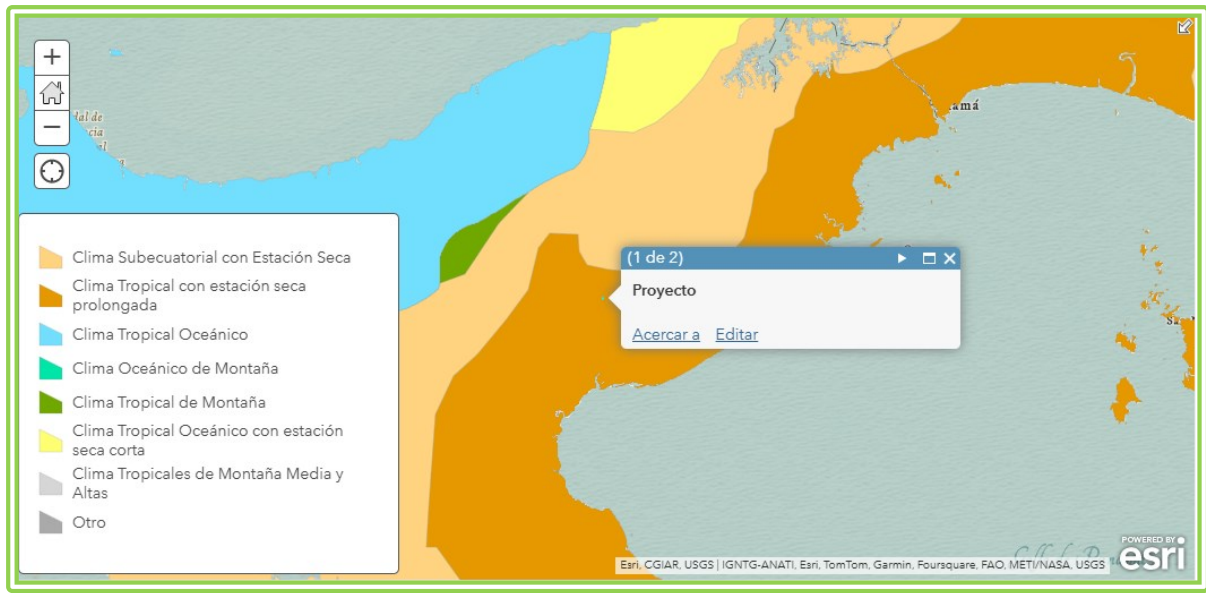 +
−
amá
(1 de 2)
Proyecto
Acercar a Editar
Clima Subecuatorial con Estación Seca
Clima Tropical con estación seca
prolongada
Clima Tropical Oceánico
Clima Oceánico de Montaña
Clima Tropical de Montaña
Clima Tropical Oceánico con estación
seca corta
Clima Tropicales de Montaña Media y
Altas
Otro
Esri, CGIAR, USGS | IGNTG-ANATI, Esri, TomTom, Garmin, Foursquare, FAO, METI/NASA, USGS
POWERED BY
esri